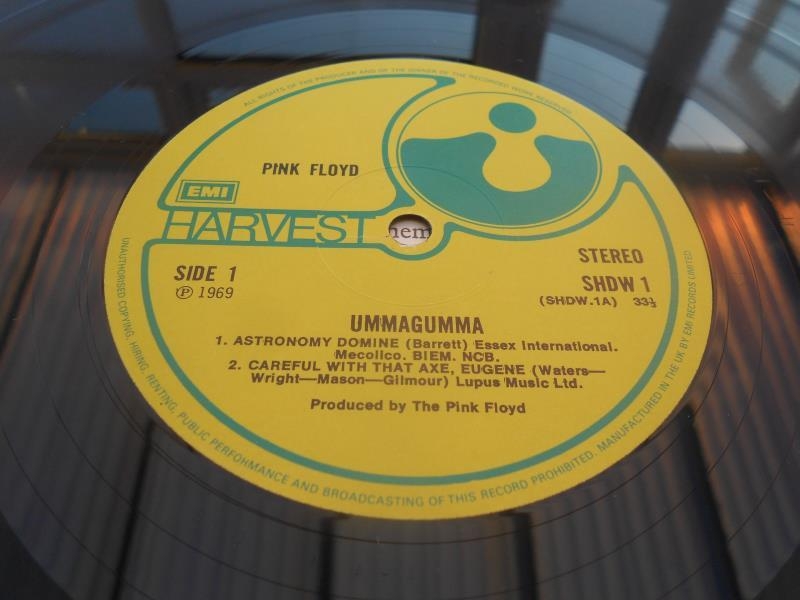 ALL RIGHTS OF THE PRODUCER AND OF THE OWNER OF THE RECORDED WORK RESERVED
PINK FLOYD
EMI
HARVEST
nem
SIDE 1
℗ 1969
STEREO
SHDW 1
(SHDW.1A) 33⅓
UMMAGUMMA
1. ASTRONOMY DOMINE (Barrett) Essex International.
Mecolico. BIEM. NCB.
2. CAREFUL WITH THAT AXE, EUGENE (Waters—
Wright—Mason—Gilmour) Lupus Music Ltd.
Produced by The Pink Floyd
UNAUTHORISED COPYING, HIRING, RENTING, PUBLIC PERFORMANCE AND BROADCASTING OF THIS RECORD PROHIBITED. MANUFACTURED IN THE UK BY EMI RECORDS LIMITED